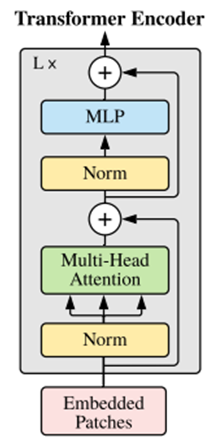 Transformer Encoder
L ×
+
MLP
Norm
+
Multi-Head
Attention
Norm
Embedded
Patches